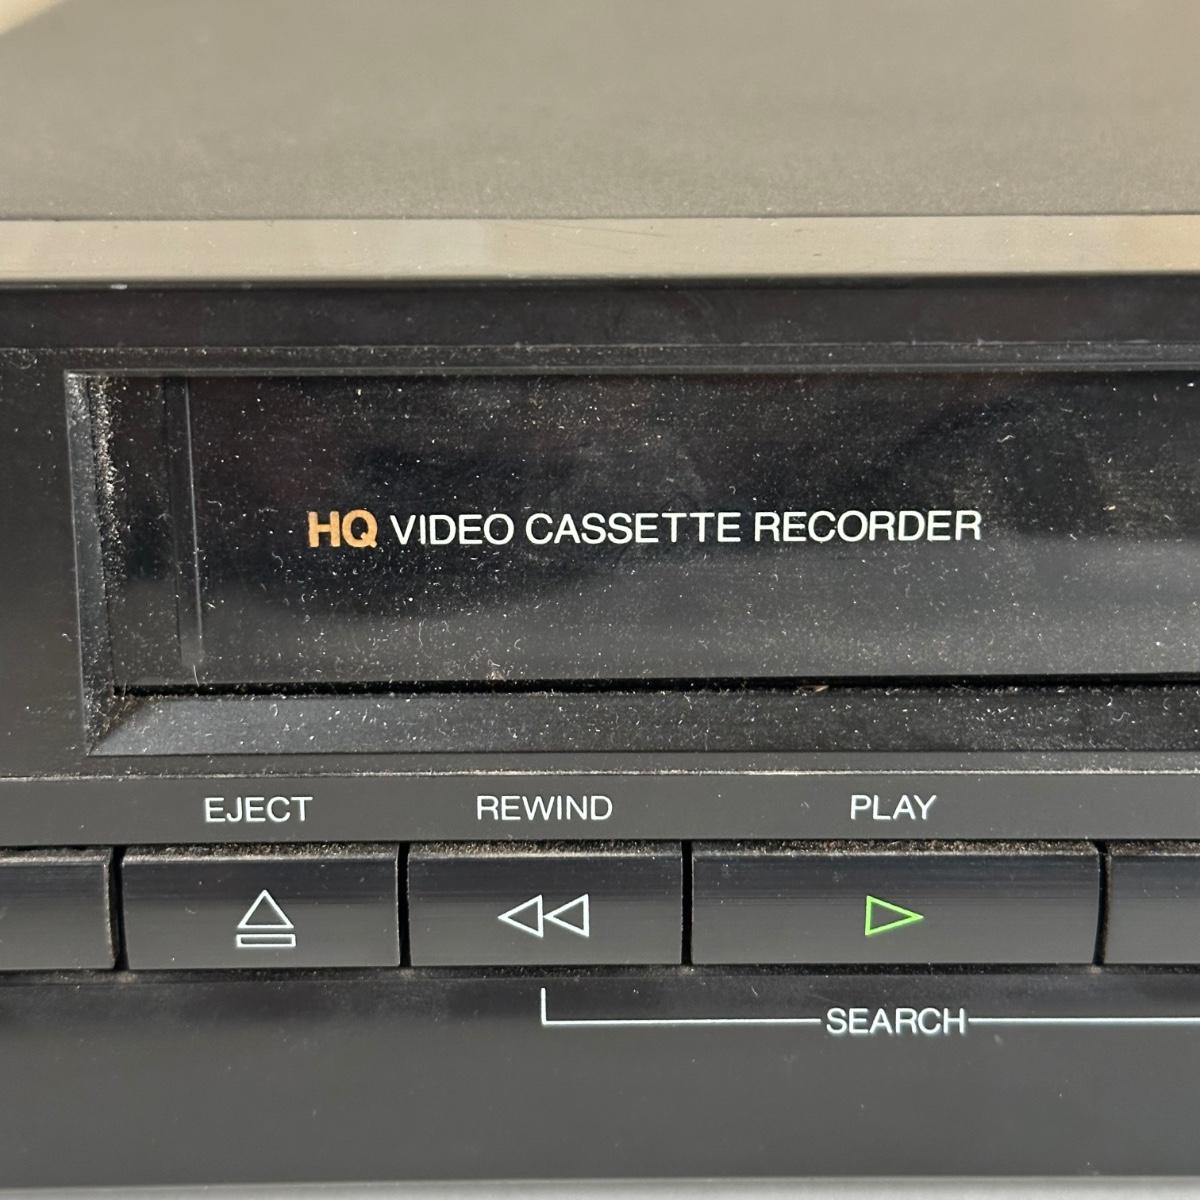 HQ VIDEO CASSETTE RECORDER
EJECT REWIND PLAY
SEARCH